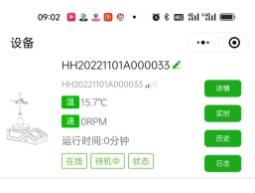 09:02
设备
HH20221101A000033
HH20221101A000033
详情
温 15.7℃
实时
速 0RPM
运行时间:0分钟
历史
在线 待机中 状态
日志